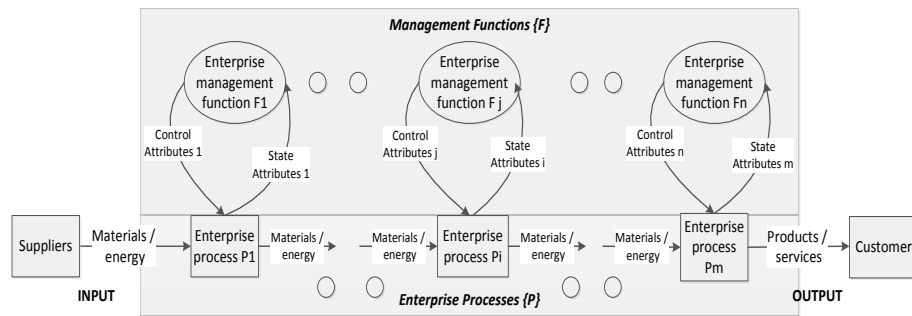 Management Functions {F}
Enterprise
management
function F1
Enterprise
management
function F j
Enterprise
management
function Fn
Control
Attributes 1
State
Attributes 1
Control
Attributes j
State
Attributes i
Control
Attributes n
State
Attributes m
Suppliers
Materials /
energy
Enterprise
process P1
Materials /
energy
Materials /
energy
Enterprise
process Pi
Materials /
energy
Materials /
energy
Enterprise
process
Pm
Products /
services
Customer
INPUT
Enterprise Processes {P}
OUTPUT